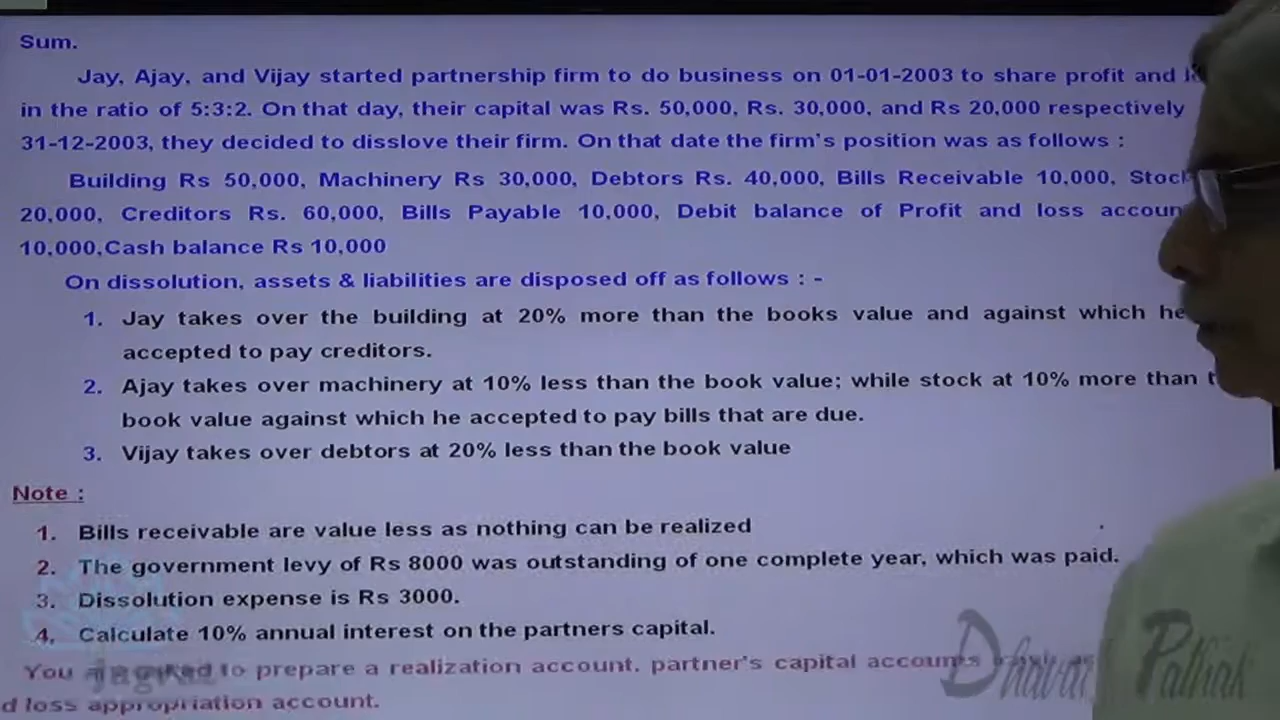 Sum.
Jay, Ajay, and Vijay started partnership firm to do business on 01-01-2003 to share profit and
in the ratio of 5:3:2. On that day, their capital was Rs. 50,000, Rs. 30,000, and Rs 20,000 respectively
31-12-2003, they decided to disslove their firm. On that date the firm's position was as follows :
Building Rs 50,000, Machinery Rs 30,000, Debtors Rs. 40,000, Bills Receivable 10,000, Stock
20,000, Creditors Rs. 60,000, Bills Payable 10,000, Debit balance of Profit and loss accoun
10,000,Cash balance Rs 10,000
On dissolution, assets & liabilities are disposed off as follows : -
1. Jay takes over the building at 20% more than the books value and against which he
accepted to pay creditors.
2. Ajay takes over machinery at 10% less than the book value; while stock at 10% more than t
book value against which he accepted to pay bills that are due.
3. Vijay takes over debtors at 20% less than the book value
Note :
1. Bills receivable are value less as nothing can be realized
2. The government levy of Rs 8000 was outstanding of one complete year, which was paid.
3. Dissolution expense is Rs 3000.
4. Calculate 10% annual interest on the partners capital.
You to prepare a realization account, partner's capital accounts
d loss appropriation account.
Dhaval Pathak